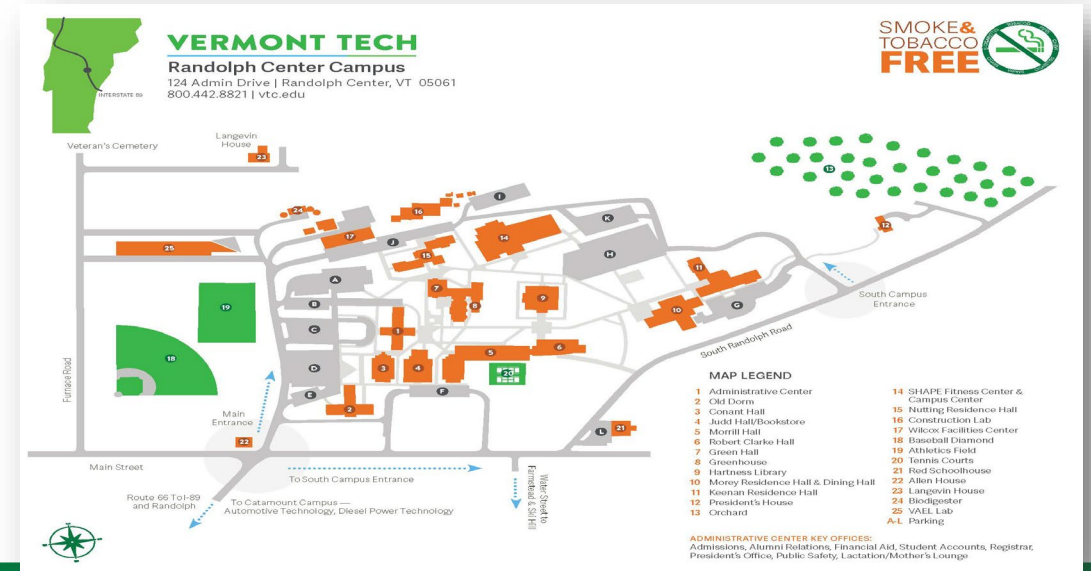 VERMONT TECH
Randolph Center Campus
124 Admin Drive | Randolph Center, VT 05061
800.442.8821 | vtc.edu
INTERSTATE 89
SMOKE&
TOBACCO
FREE
Veteran's Cemetery
Langevin
House
23
24
16
I
13
12
25
17
J
14
K
15
H
11
A
7
8
9
10
G
19
B
C
1
South Campus
Entrance
South Randolph Road
18
D
3
4
5
6
20
E
F
2
Furnace Road
Main
Entrance
22
L
21
Main Street
To South Campus Entrance
Water Street to
Farmstead & Ski Hill
Route 66 To I-89
and Randolph
To Catamount Campus —
Automotive Technology, Diesel Power Technology
MAP LEGEND
1 Administrative Center
2 Old Dorm
3 Conant Hall
4 Judd Hall/Bookstore
5 Morrill Hall
6 Robert Clarke Hall
7 Green Hall
8 Greenhouse
9 Hartness Library
10 Morey Residence Hall & Dining Hall
11 Keenan Residence Hall
12 President's House
13 Orchard
14 SHAPE Fitness Center &
Campus Center
15 Nutting Residence Hall
16 Construction Lab
17 Wilcox Facilities Center
18 Baseball Diamond
19 Athletics Field
20 Tennis Courts
21 Red Schoolhouse
22 Allen House
23 Langevin House
24 Biodigester
25 VAEL Lab
A-L Parking
ADMINISTRATIVE CENTER KEY OFFICES:
Admissions, Alumni Relations, Financial Aid, Student Accounts, Registrar,
President's Office, Public Safety, Lactation/Mother's Lounge